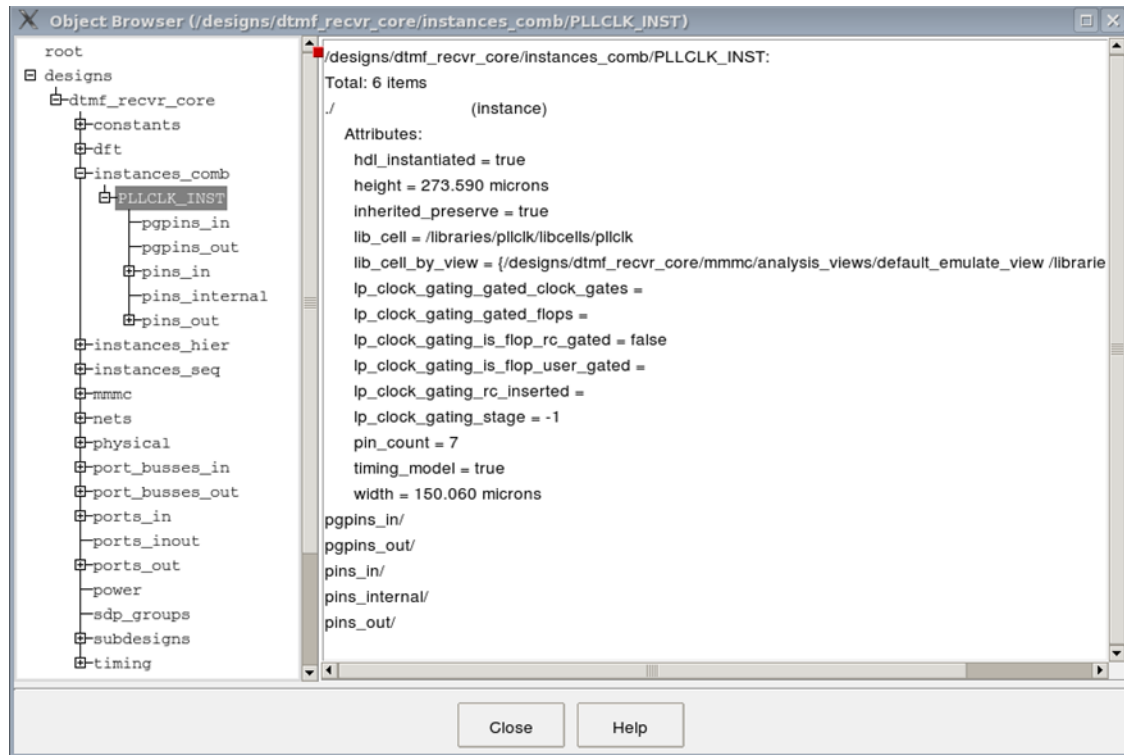 Object Browser (/designs/dtmf_recvr_core/instances_comb/PLLCLK_INST)
root
designs
dtmf_recvr_core
constants
dft
instances_comb
PLLCLK_INST
pgpins_in
pgpins_out
pins_in
pins_internal
pins_out
instances_hier
instances_seq
mmmc
nets
physical
port_busses_in
port_busses_out
ports_in
ports_inout
ports_out
power
sdp_groups
subdesigns
timing
/designs/dtmf_recvr_core/instances_comb/PLLCLK_INST:
Total: 6 items
./ (instance)
Attributes:
hdl_instantiated = true
height = 273.590 microns
inherited_preserve = true
lib_cell = /libraries/pllclk/libcells/pllclk
lib_cell_by_view = {/designs/dtmf_recvr_core/mmmc/analysis_views/default_emulate_view /librarie
lp_clock_gating_gated_clock_gates =
lp_clock_gating_gated_flops =
lp_clock_gating_is_flop_rc_gated = false
lp_clock_gating_is_flop_user_gated =
lp_clock_gating_rc_inserted =
lp_clock_gating_stage = -1
pin_count = 7
timing_model = true
width = 150.060 microns
pgpins_in/
pgpins_out/
pins_in/
pins_internal/
pins_out/
Close
Help